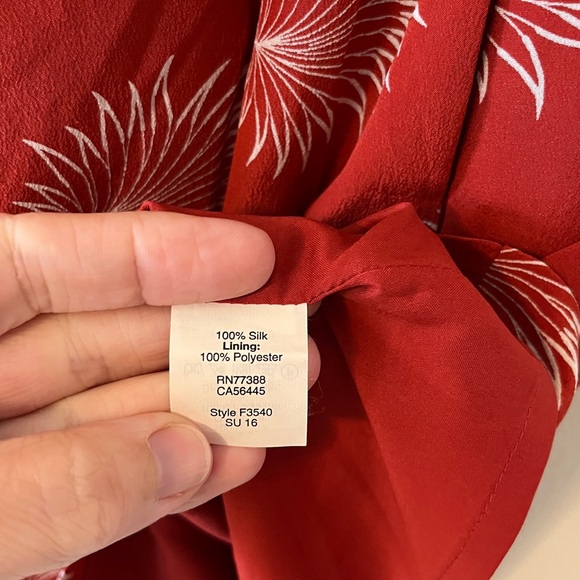 100% Silk
Lining:
100% Polyester
RN77388
CA56445
Style F3540
SU 16